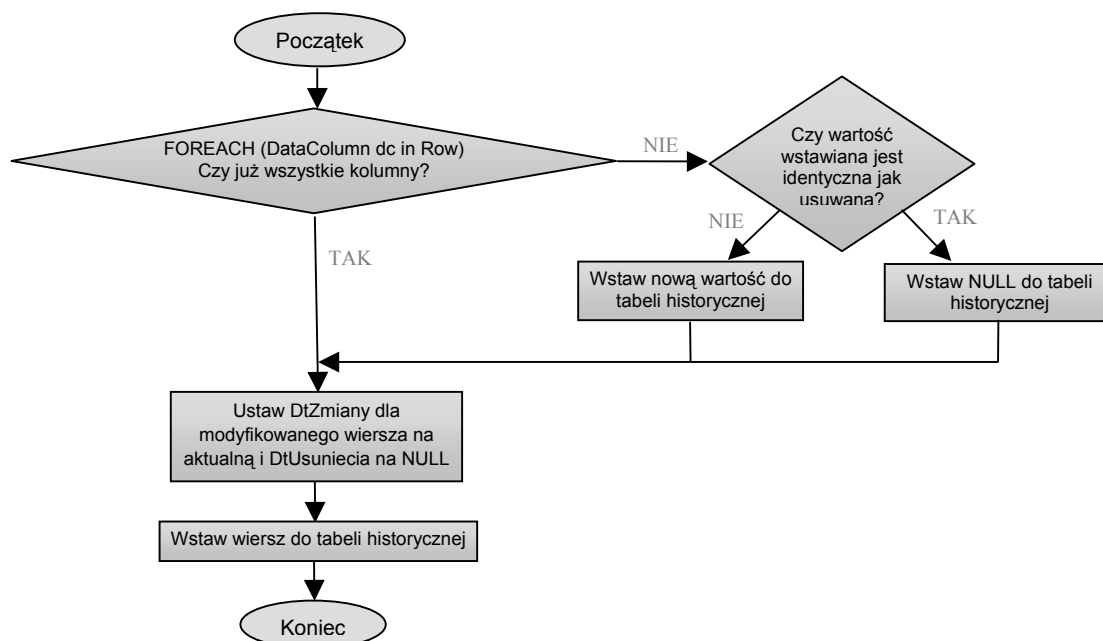 Początek
FOREACH (DataColumn dc in Row)
Czy już wszystkie kolumny?
NIE
Czy wartość
wstawiana jest
identyczna jak
usuwana?
NIE
TAK
TAK
Wstaw nową wartość do
tabeli historycznej
Wstaw NULL do tabeli
historycznej
Ustaw DtZmiany dla
modyfikowanego wiersza na
aktualną i DtUsuniecia na NULL
Wstaw wiersz do tabeli historycznej
Koniec